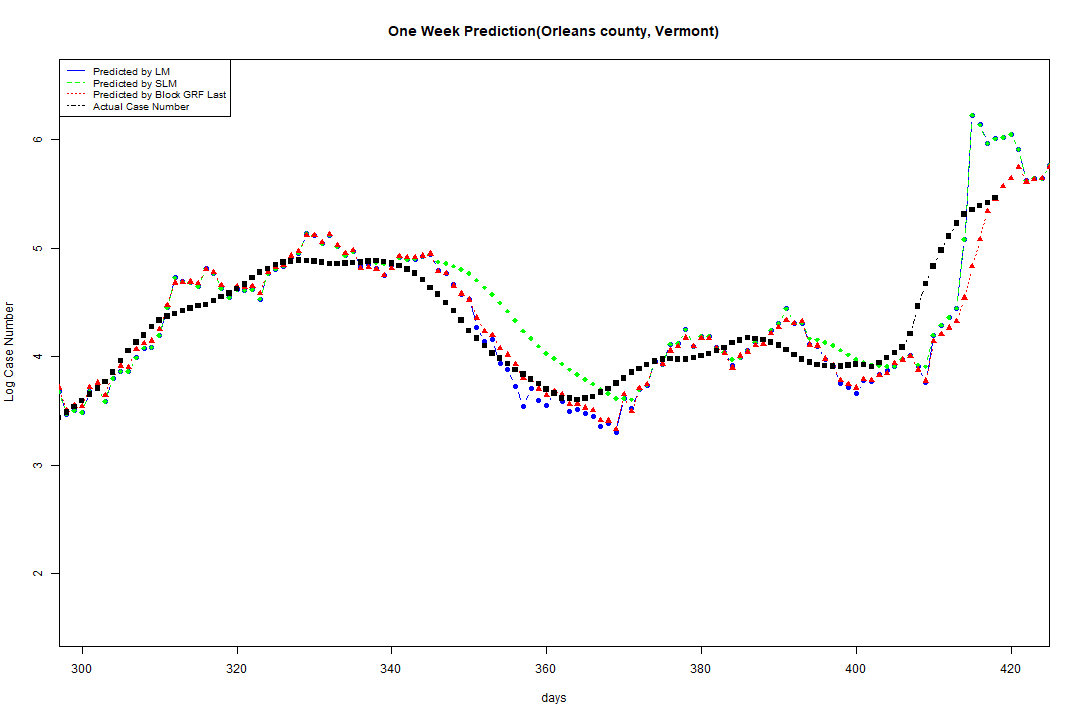 One Week Prediction(Orleans county, Vermont)
Predicted by LM
Predicted by SLM
Predicted by Block GRF Last
Actual Case Number
6
5
4
3
2
Log Case Number
300 320 340 360 380 400 420
days